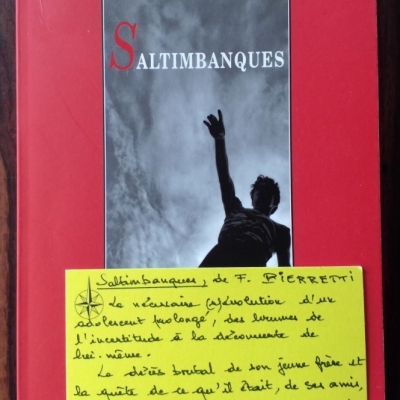 SALTIMBANQUES
Saltimbanques, de F. PIERRETTI
La nécessaire (r)évolution d'un
adolescent prolongé, des brumes de
l'incertitude à la découverte de
lui-même.
Le décès brutal de son jeune frère et
la quête de ce qu'il était, de ses amis,